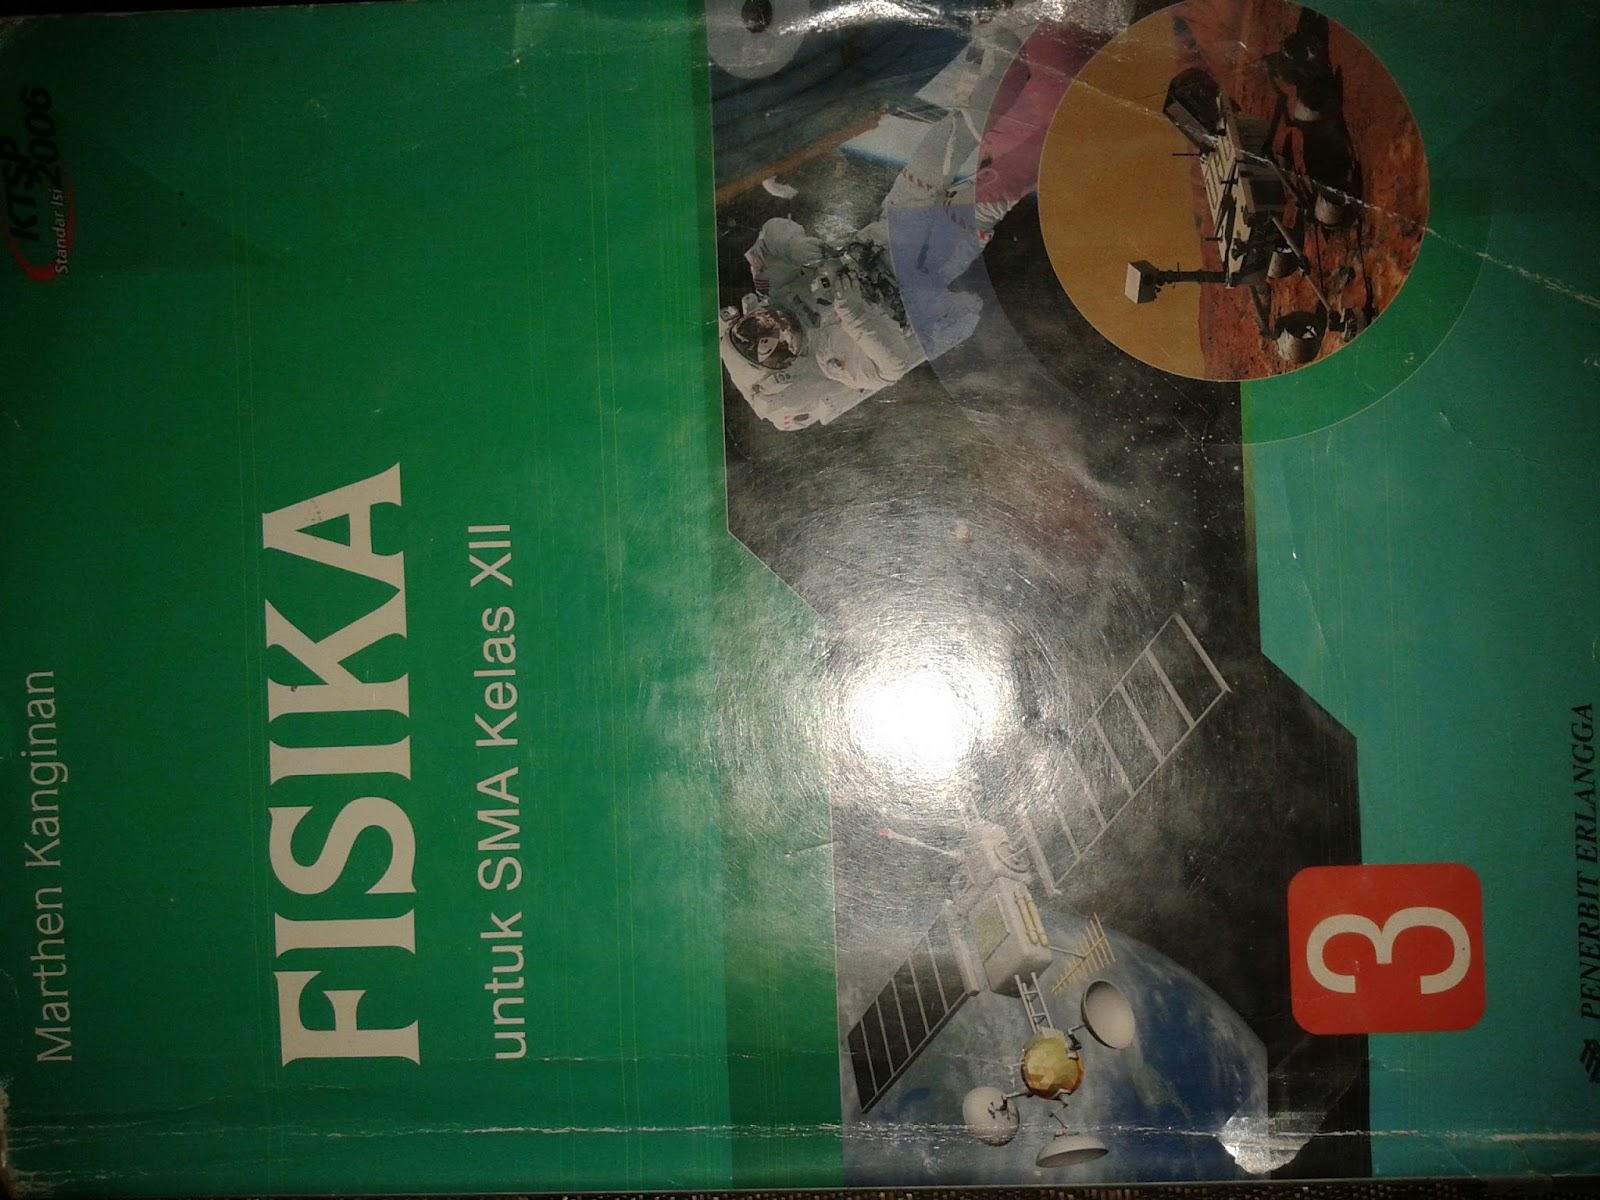 Marthen Kanginan
KTSP
2006
Standar Isi
FISIKA
untuk SMA Kelas XII
3
PENERBIT ERLANGGA